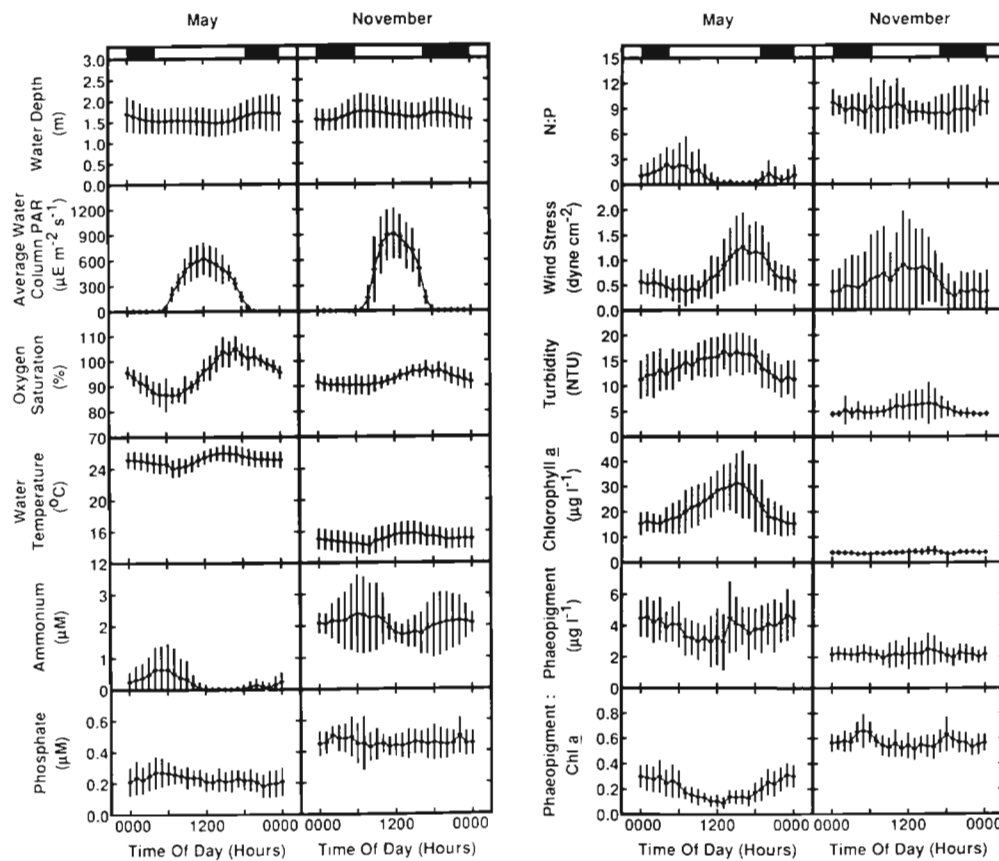 May
November
Water Depth
(m)
3.0
2.5
2.0
1.5
1.0
0.5
0.0
Average Water
Column PAR
(µE m⁻² s⁻¹)
1200
900
600
300
0
Oxygen
Saturation
(%)
110
100
90
80
70
Water
Temperature
(°C)
24
20
16
12
Ammonium
(µM)
3
2
1
0
Phosphate
(µM)
0.6
0.4
0.2
0.0
0000
1200
0000
1200
0000
Time Of Day (Hours)
Time Of Day (Hours)
May
November
N:P
15
12
9
6
3
0
Wind Stress
(dyne cm⁻²)
2.0
1.5
1.0
0.5
0.0
Turbidity
(NTU)
20
15
10
5
0
Chlorophyll a
(µg l⁻¹)
40
30
20
10
0
Phaeopigment
(µg l⁻¹)
6
4
2
0
Phaeopigment :
Chl a
0.8
0.6
0.4
0.2
0.0
0000
1200
0000
1200
0000
Time Of Day (Hours)
Time Of Day (Hours)